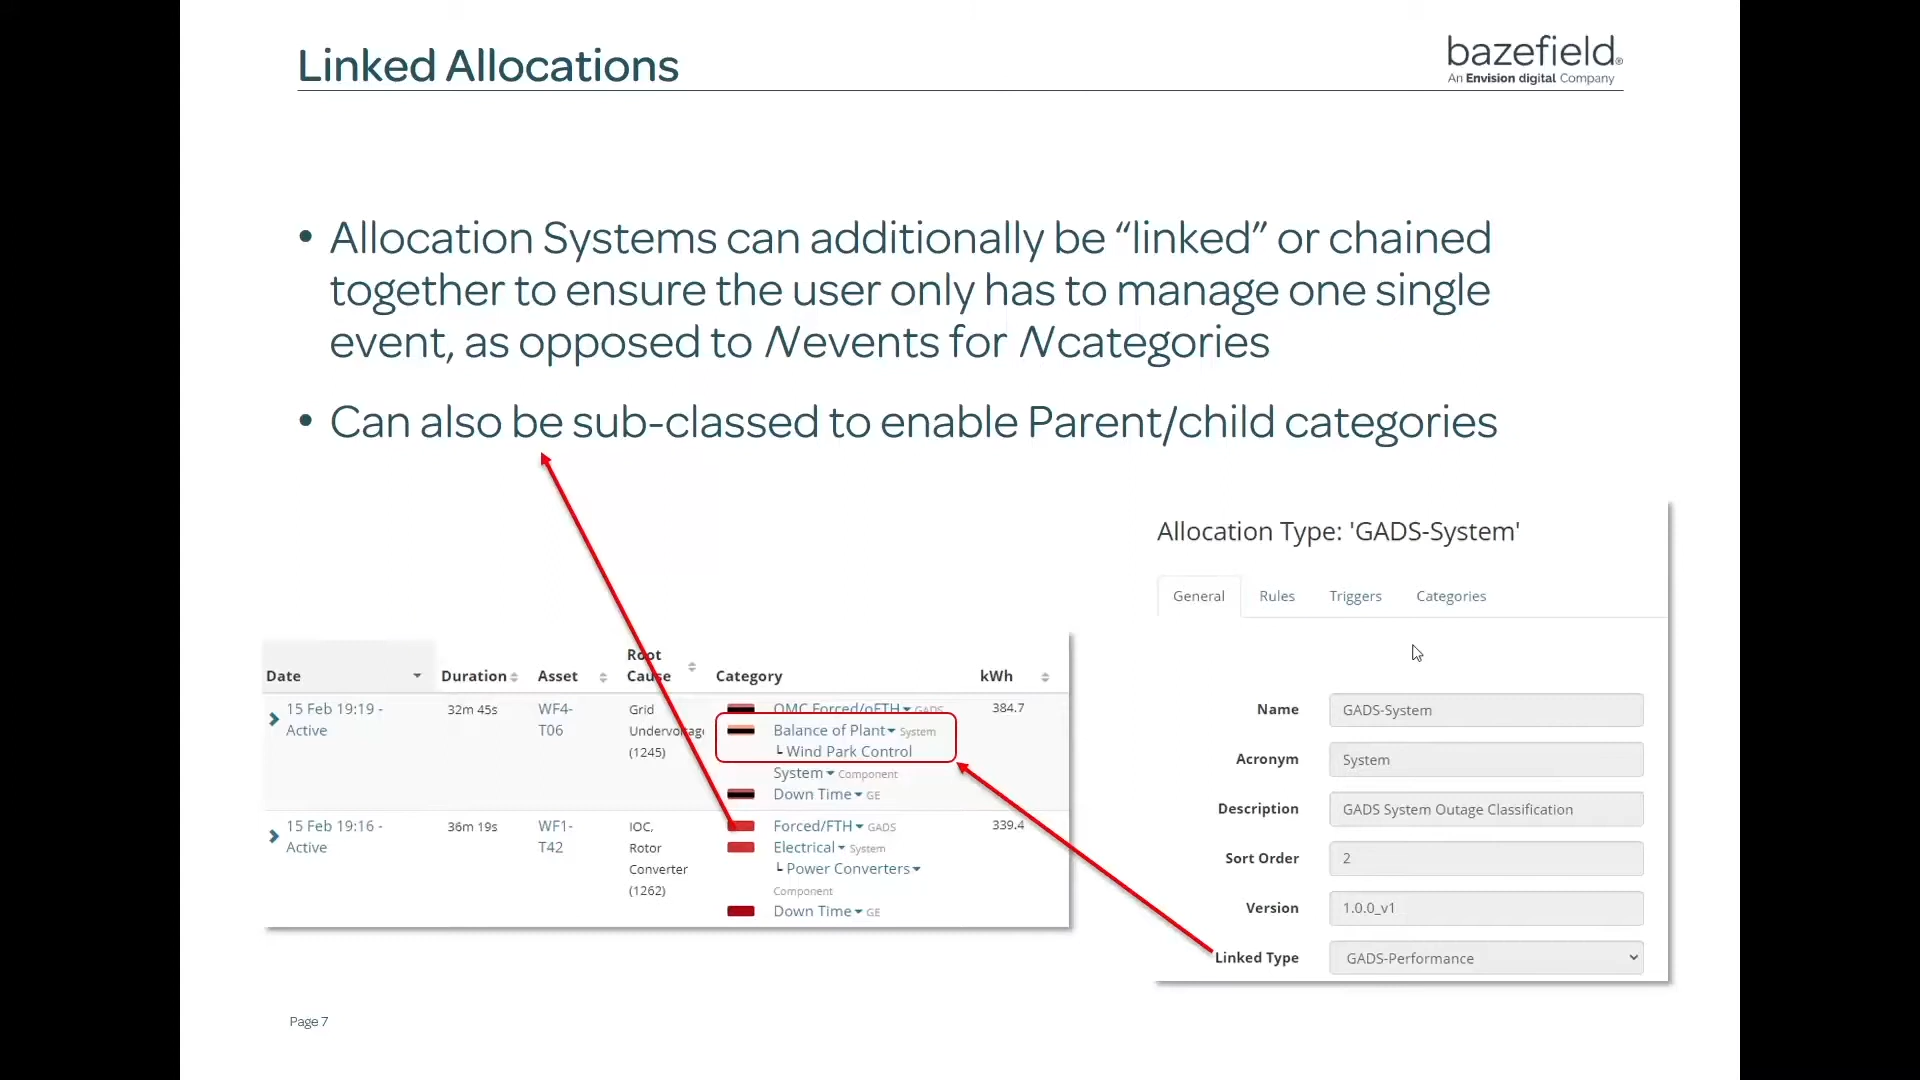 Linked Allocations
bazefield®
An Envision digital Company
• Allocation Systems can additionally be “linked” or chained
together to ensure the user only has to manage one single
event, as opposed to N events for N categories
• Can also be sub-classed to enable Parent/child categories
Allocation Type: 'GADS-System'
General Rules Triggers Categories
Name GADS-System
Acronym System
Description GADS System Outage Classification
Sort Order 2
Version 1.0.0_v1
Linked Type GADS-Performance
Date Duration Asset Root Cause Category kWh
15 Feb 19:19 - 32m 45s WF4- Grid OMC Forced/oFTH GADS 384.7
Active T06 Undervoltage Balance of Plant System
(1245) Wind Park Control
System Component
Down Time GE
15 Feb 19:16 - 36m 19s WF1- IOC, Forced/FTH GADS 339.4
Active T42 Rotor Electrical System
Converter Power Converters
(1262) Component
Down Time GE
Page 7